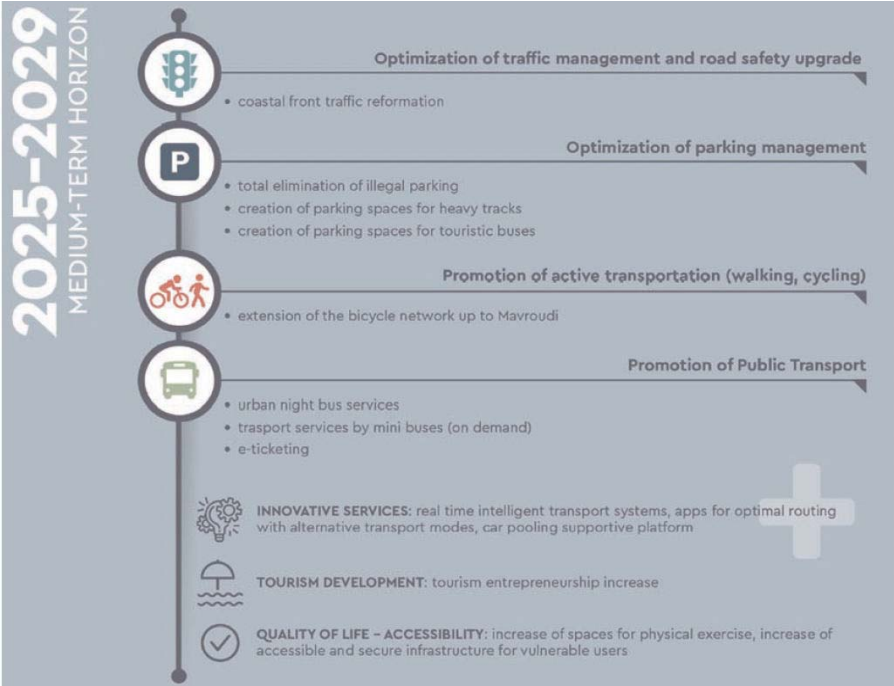 2025–2029
MEDIUM-TERM HORIZON
Optimization of traffic management and road safety upgrade
• coastal front traffic reformation
P
Optimization of parking management
• total elimination of illegal parking
• creation of parking spaces for heavy tracks
• creation of parking spaces for touristic buses
Promotion of active transportation (walking, cycling)
• extension of the bicycle network up to Mavroudi
Promotion of Public Transport
• urban night bus services
• trasport services by mini buses (on demand)
• e-ticketing
INNOVATIVE SERVICES: real time intelligent transport systems, apps for optimal routing
with alternative transport modes, car pooling supportive platform
TOURISM DEVELOPMENT: tourism entrepreneurship increase
QUALITY OF LIFE – ACCESSIBILITY: increase of spaces for physical exercise, increase of
accessible and secure infrastructure for vulnerable users